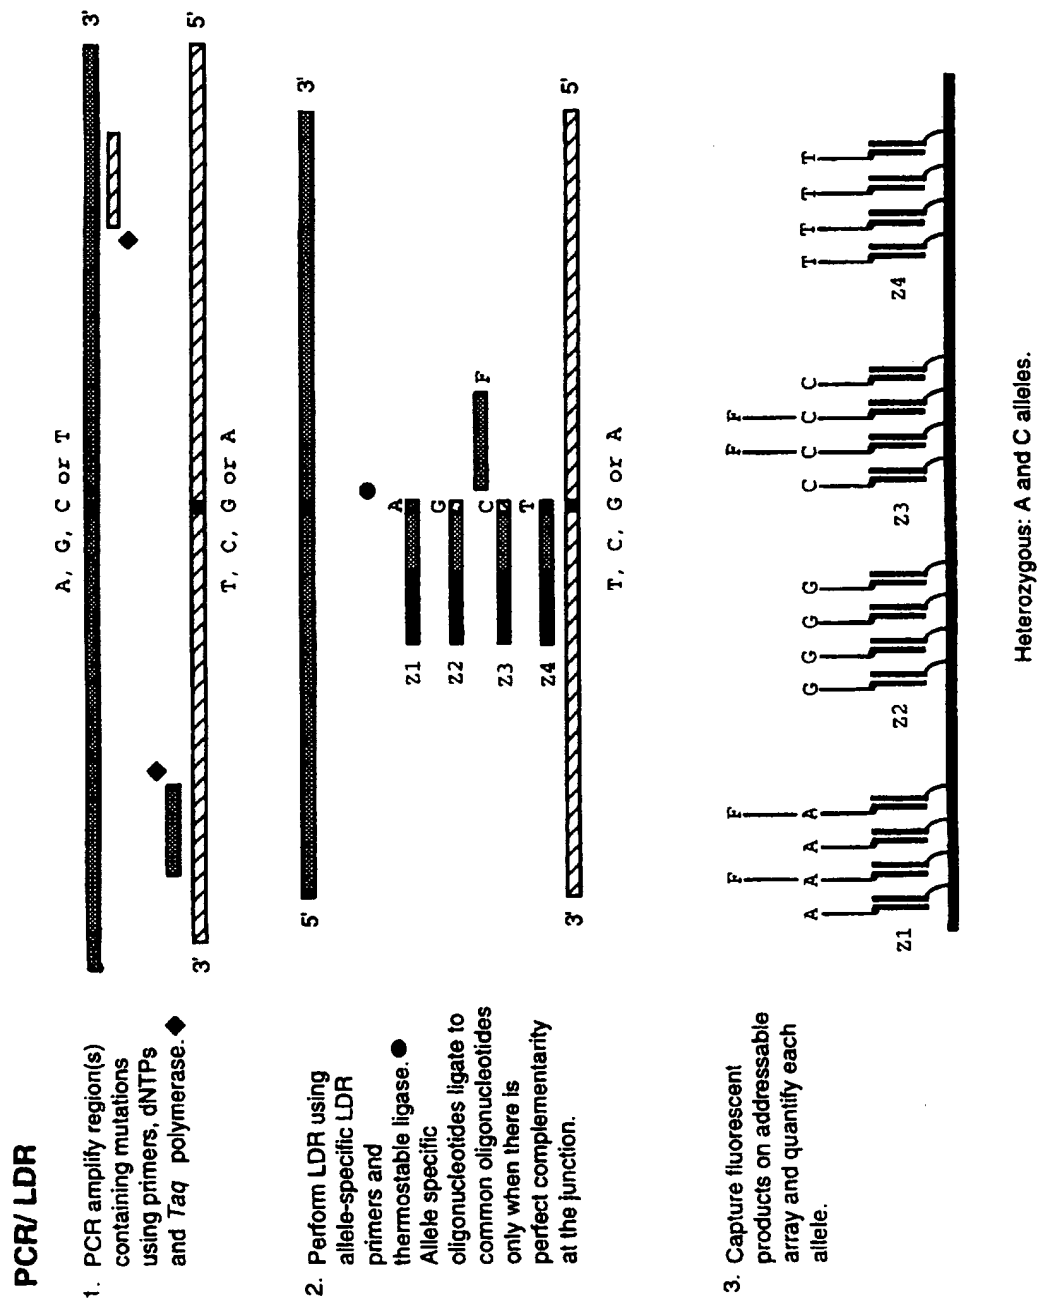 PCR/ LDR
1. PCR amplify region(s)
containing mutations
using primers, dNTPs
and Taq polymerase.
A, G, C or T
3'
3'
5'
T, C, G or A
2. Perform LDR using
allele-specific LDR
primers and
thermostable ligase.
Allele specific
oligonucleotides ligate to
common oligonucleotides
only when there is
perfect complementarity
at the junction.
5'
3'
Z1
A
Z2
G
Z3
C
F
Z4
T
3'
5'
T, C, G or A
3. Capture fluorescent
products on addressable
array and quantify each
allele.
F F F F
A A A A G G G G C C C C T T T T
Z1 Z2 Z3 Z4
Heterozygous: A and C alleles.